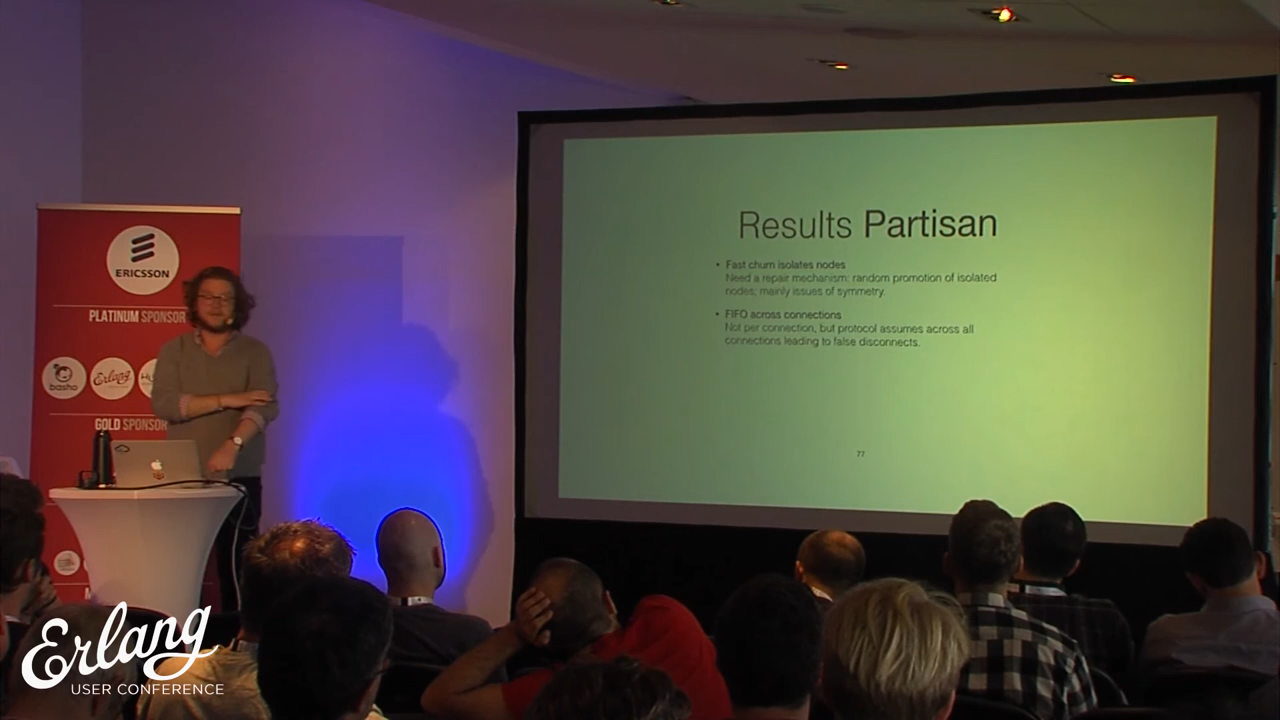 ERICSSON
PLATINUM SPONSOR
basho
Erlang
GOLD SPONSOR
Results Partisan
• Fast churn isolates nodes
Need a repair mechanism: random promotion of isolated
nodes; mainly issues of symmetry.
• FIFO across connections
Not per connection, but protocol assumes across all
connections leading to false disconnects.
77
Erlang
USER CONFERENCE